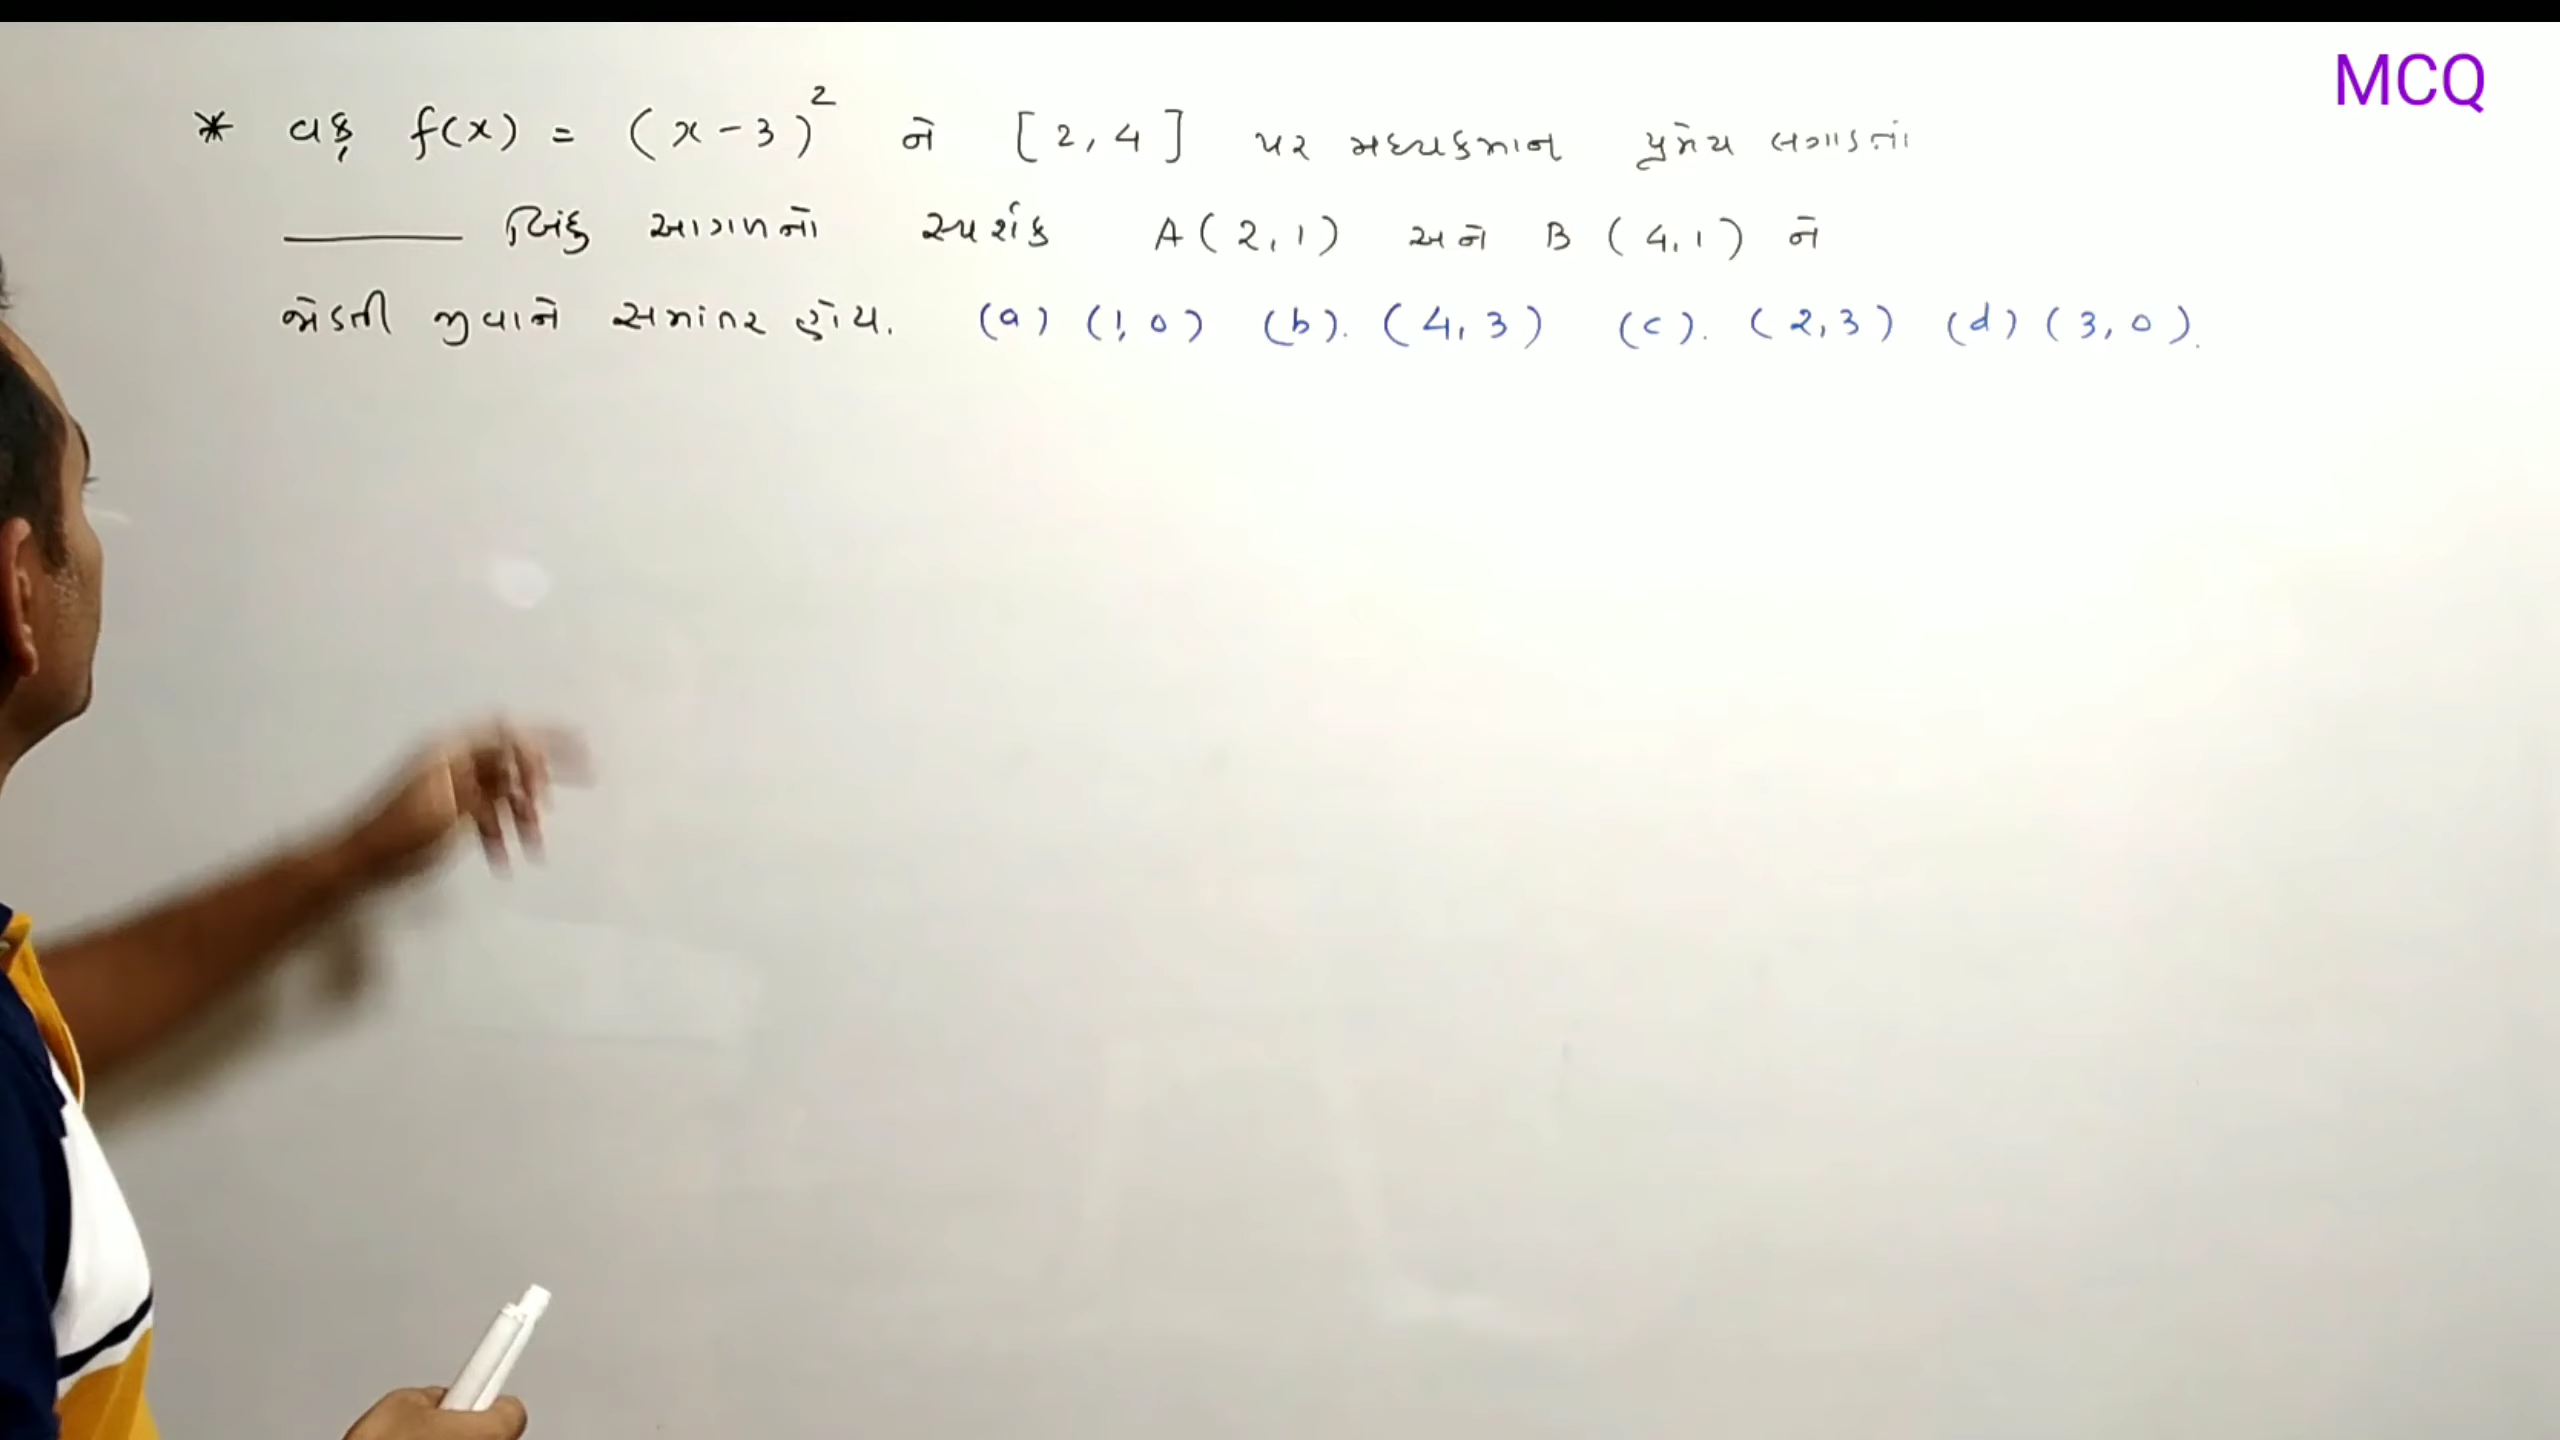 MCQ
* વક્ર f(x) = (x-3)² ને [2,4] પર મધ્યકમાન પ્રમેય લગાડતાં
______ બિંદુ આગળનો સ્પર્શક A(2,1) અને B(4,1) ને
જોડતી જીવાને સમાંતર હોય. (a) (1,0) (b). (4,3) (c). (2,3) (d) (3,0).